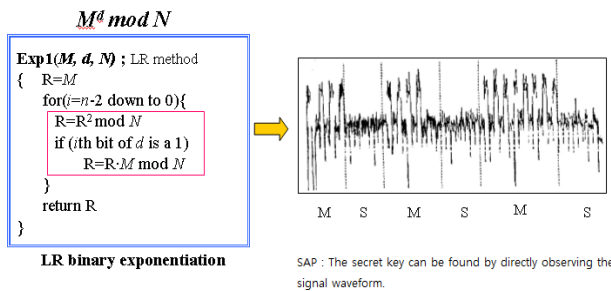 M^d mod N
Exp1(M, d, N) ; LR method
{ R=M
for(i=n-2 down to 0){
R=R² mod N
if (ith bit of d is a 1)
R=R·M mod N
}
return R
}
LR binary exponentiation
M S M S M S
SAP : The secret key can be found by directly observing the
signal waveform.